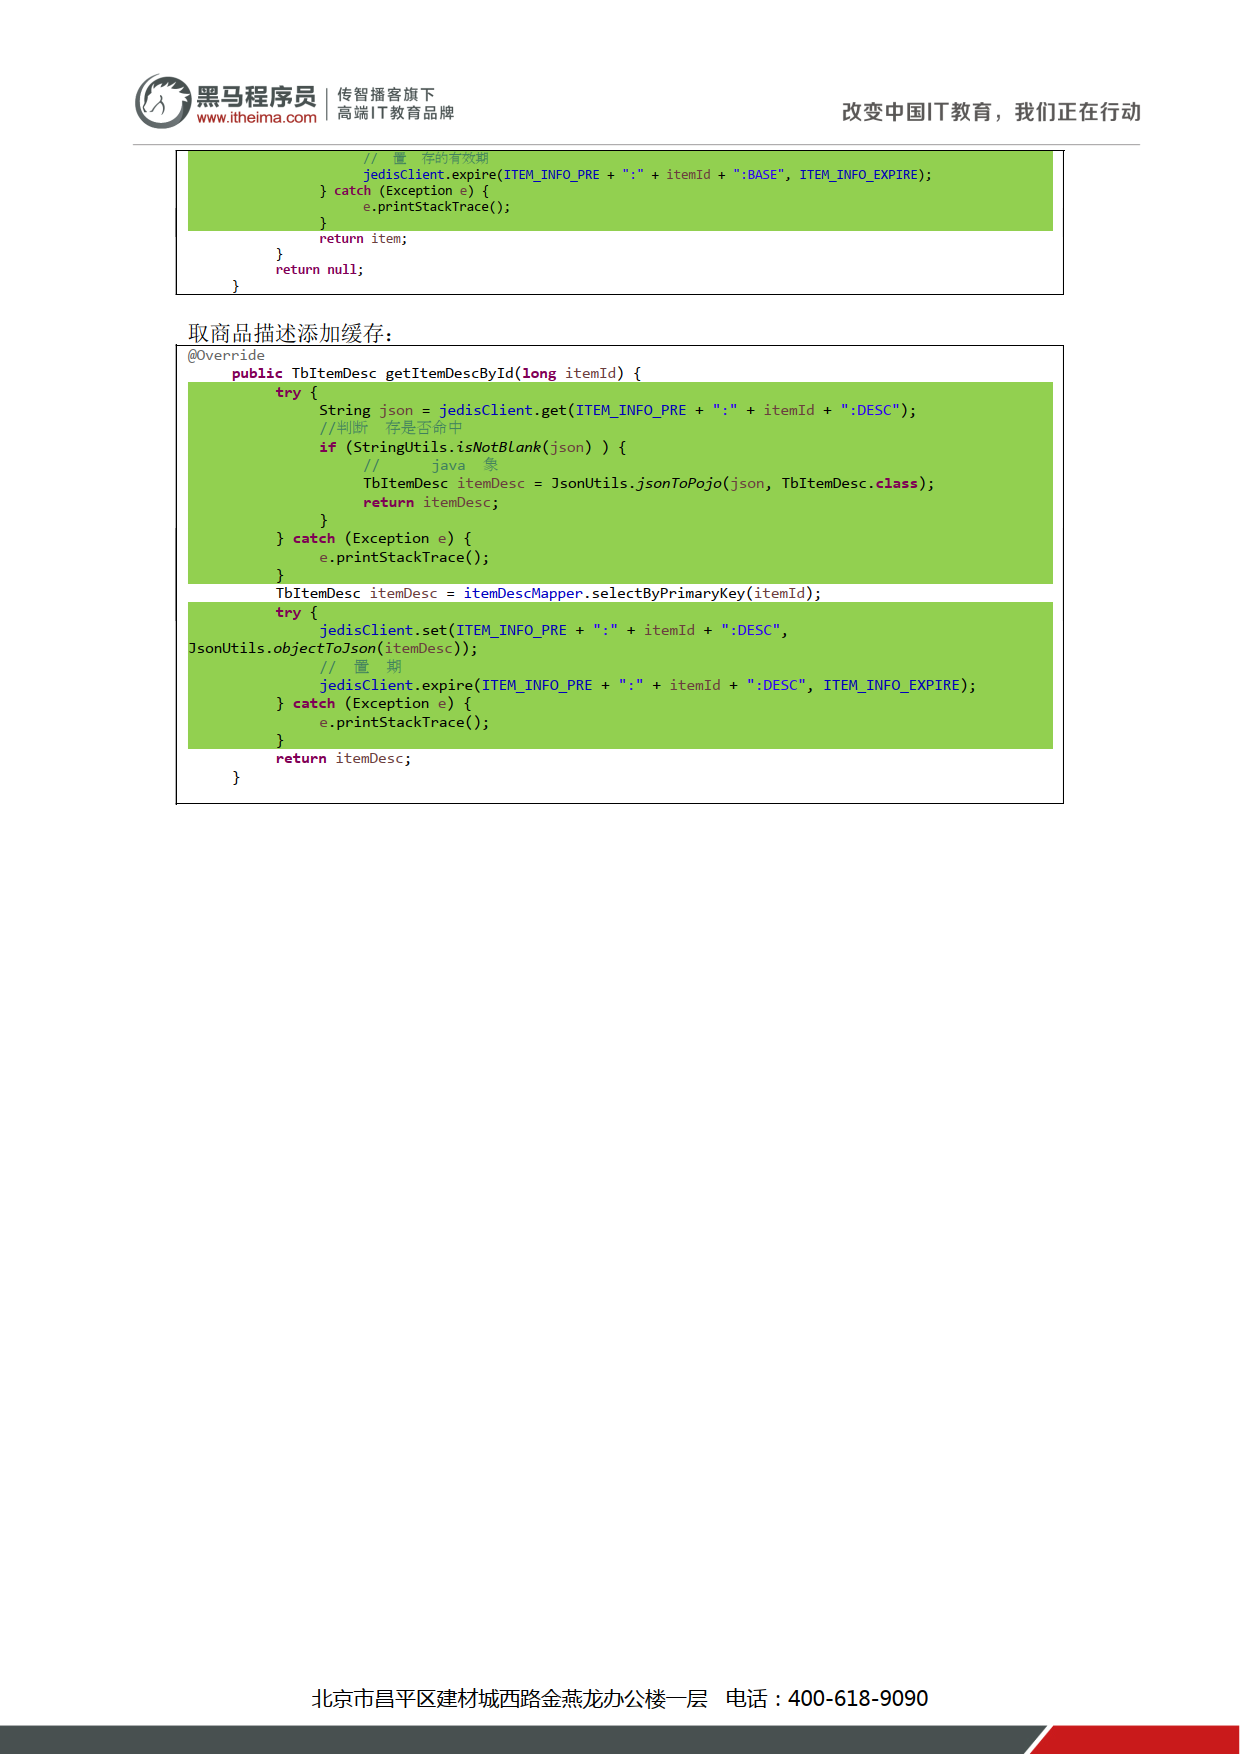 黑马程序员
www.itheima.com
传智播客旗下
高端IT教育品牌
改变中国IT教育，我们正在行动
// 置 存的有效期
jedisClient.expire(ITEM_INFO_PRE + ":" + itemId + ":BASE", ITEM_INFO_EXPIRE);
} catch (Exception e) {
e.printStackTrace();
}
return item;
}
return null;
}
取商品描述添加缓存：
@Override
public TbItemDesc getItemDescById(long itemId) {
try {
String json = jedisClient.get(ITEM_INFO_PRE + ":" + itemId + ":DESC");
//判断 存是否命中
if (StringUtils.isNotBlank(json) ) {
// java 象
TbItemDesc itemDesc = JsonUtils.jsonToPojo(json, TbItemDesc.class);
return itemDesc;
}
} catch (Exception e) {
e.printStackTrace();
}
TbItemDesc itemDesc = itemDescMapper.selectByPrimaryKey(itemId);
try {
jedisClient.set(ITEM_INFO_PRE + ":" + itemId + ":DESC",
JsonUtils.objectToJson(itemDesc));
// 置 期
jedisClient.expire(ITEM_INFO_PRE + ":" + itemId + ":DESC", ITEM_INFO_EXPIRE);
} catch (Exception e) {
e.printStackTrace();
}
return itemDesc;
}
北京市昌平区建材城西路金燕龙办公楼一层 电话：400-618-9090